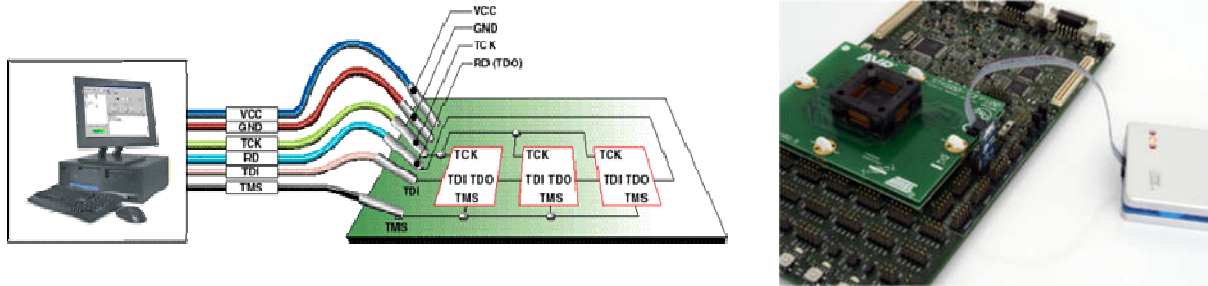 VCC
GND
TCK
RD (TDO)
VCC
GND
TCK
RD
TDI
TMS
TCK
TCK
TCK
TDI
TDI TDO
TDI TDO
TDI TDO
TMS
TMS
TMS
TMS
AVR